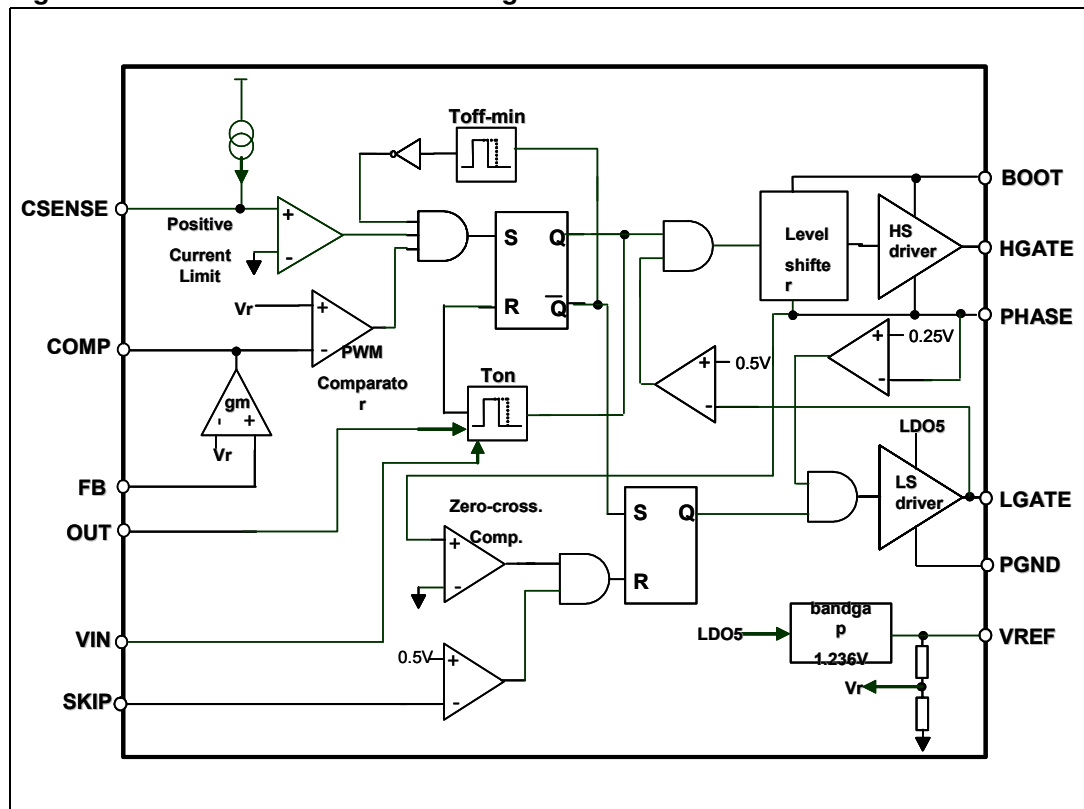 Toff-min
BOOT
CSENSE
+
Positive
Current
Limit
-
S
Q
R
Q
Level
shifte
r
HS
driver
HGATE
Vr
+
-
PWM
Comparato
r
COMP
PHASE
+
0.25V
-
+
0.5V
-
Ton
gm
-
+
Vr
FB
OUT
LDO5
LS
driver
LGATE
Zero-cross.
Comp.
+
-
S
Q
R
PGND
VIN
LDO5
bandga
p
1.236V
VREF
Vr
0.5V
+
-
SKIP